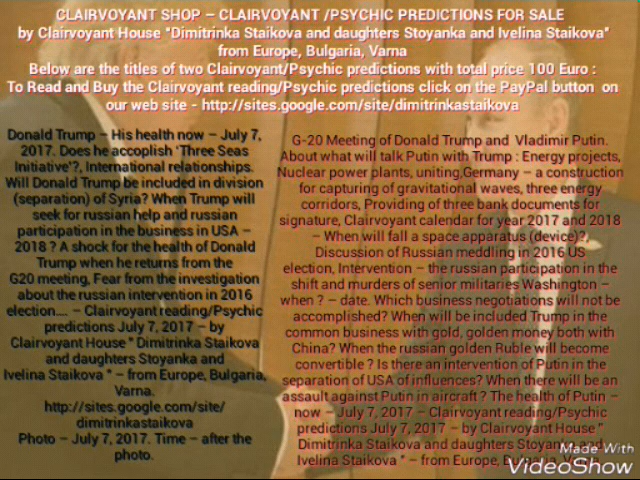 CLAIRVOYANT SHOP – CLAIRVOYANT /PSYCHIC PREDICTIONS FOR SALE
by Clairvoyant House "Dimitrinka Staikova and daughters Stoyanka and Ivelina Staikova"
from Europe, Bulgaria, Varna
Below are the titles of two Clairvoyant/Psychic predictions with total price 100 Euro :
To Read and Buy the Clairvoyant reading/Psychic predictions click on the PayPal button on
our web site - http://sites.google.com/site/dimitrinkastaikova
Donald Trump – His health now – July 7,
2017. Does he accoplish 'Three Seas
Initiative'?, International relationships.
Will Donald Trump be included in division
(separation) of Syria? When Trump will
seek for russian help and russian
participation in the business in USA –
2018 ? A shock for the health of Donald
Trump when he returns from the
G20 meeting, Fear from the investigation
about the russian intervention in 2016
election.... – Clairvoyant reading/Psychic
predictions July 7, 2017 – by
Clairvoyant House " Dimitrinka Staikova
and daughters Stoyanka and
Ivelina Staikova " – from Europe, Bulgaria,
Varna.
http://sites.google.com/site/
dimitrinkastaikova
Photo – July 7, 2017. Time – after the
photo.
G-20 Meeting of Donald Trump and Vladimir Putin.
About what will talk Putin with Trump : Energy projects,
Nuclear power plants, uniting,Germany – a construction
for capturing of gravitational waves, three energy
corridors, Providing of three bank documents for
signature, Clairvoyant calendar for year 2017 and 2018
– When will fall a space apparatus (device)?,
Discussion of Russian meddling in 2016 US
election, Intervention – the russian participation in the
shift and murders of senior militaries Washington –
when ? – date. Which business negotiations will not be
accomplished? When will be included Trump in the
common business with gold, golden money both with
China? When the russian golden Ruble will become
convertible ? Is there an intervention of Putin in the
separation of USA of influences? When there will be an
assault against Putin in aircraft ? The health of Putin –
now – July 7, 2017 – Clairvoyant reading/Psychic
predictions July 7, 2017 – by Clairvoyant House "
Dimitrinka Staikova and daughters Stoyanka and
Ivelina Staikova " – from Europe, Bulgaria, Varna
Made With
VideoShow